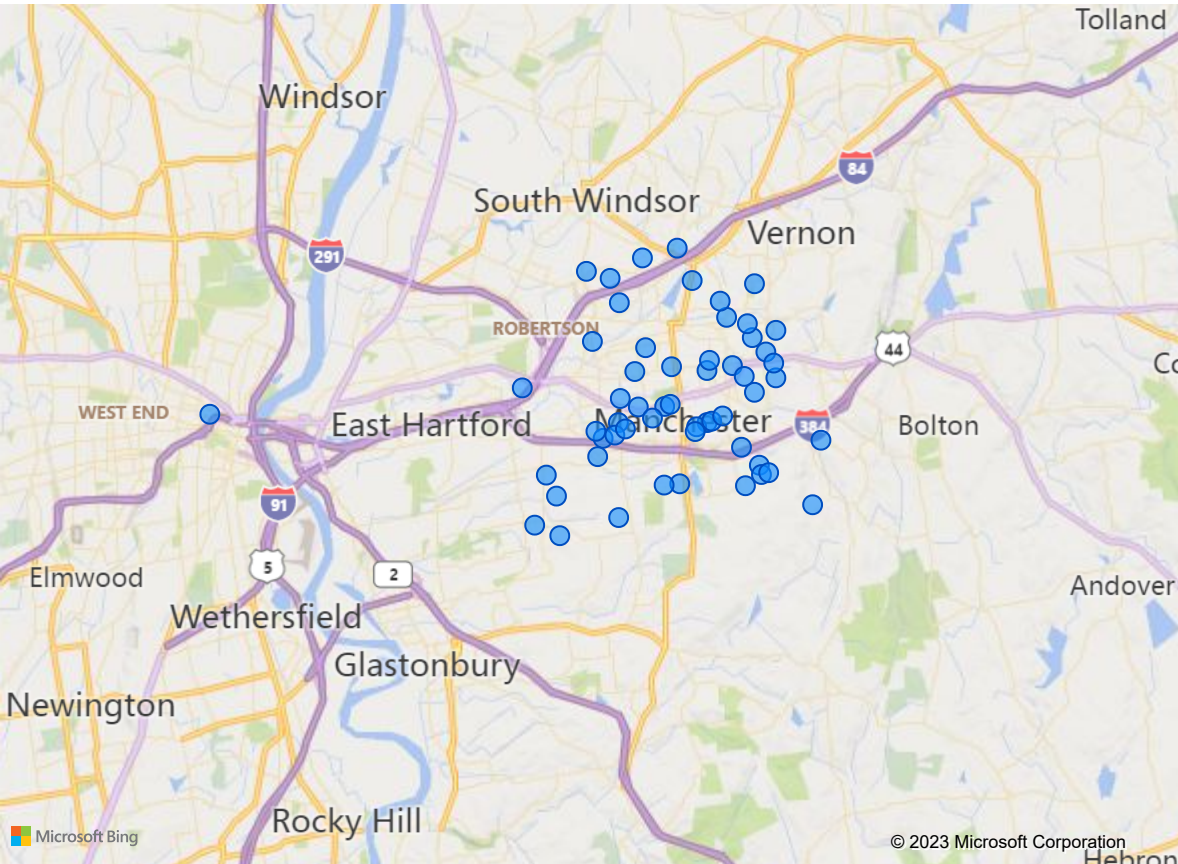 Tolland
Windsor
84
South Windsor
Vernon
291
ROBERTSON
44
WEST END
East Hartford
Manchester
384
Bolton
91
5
2
Elmwood
Andover
Wethersfield
Glastonbury
Newington
Rocky Hill
Microsoft Bing
© 2023 Microsoft Corporation